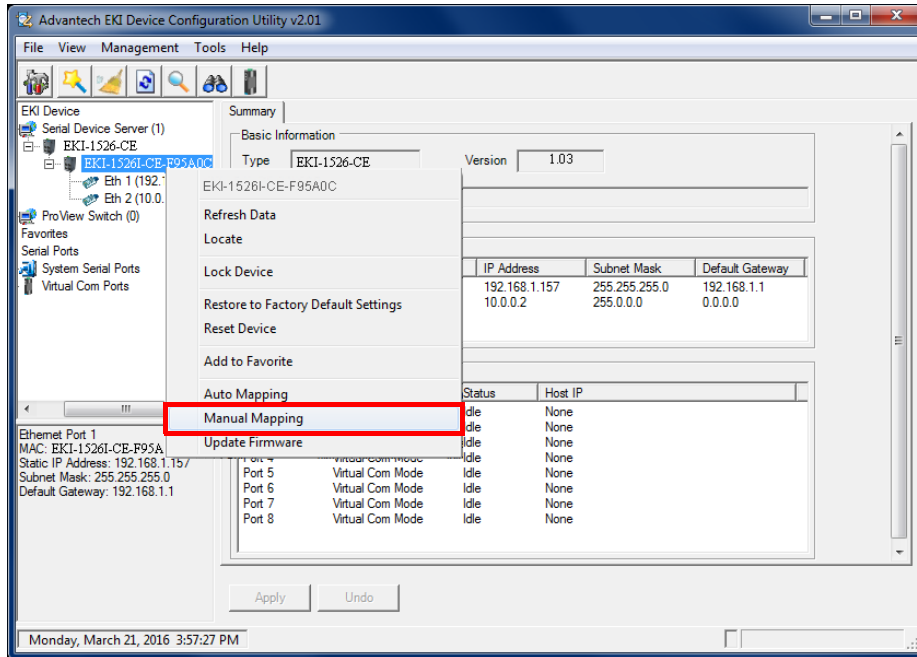 Advantech EKI Device Configuration Utility v2.01
File View Management Tools Help
EKI Device
Serial Device Server (1)
EKI-1526-CE
EKI-1526I-CE-F95A0C
Eth 1 (192.
Eth 2 (10.0.
ProView Switch (0)
Favorites
Serial Ports
System Serial Ports
Virtual Com Ports
Ethernet Port 1
MAC: EKI-1526I-CE-F95A
Static IP Address: 192.168.1.157
Subnet Mask: 255.255.255.0
Default Gateway: 192.168.1.1
Summary
Basic Information
Type EKI-1526-CE Version 1.03
IP Address Subnet Mask Default Gateway
192.168.1.157 255.255.255.0 192.168.1.1
10.0.0.2 255.0.0.0 0.0.0.0
Status Host IP
dle None
dle None
dle None
Port 4 Virtual Com Mode Idle None
Port 5 Virtual Com Mode Idle None
Port 6 Virtual Com Mode Idle None
Port 7 Virtual Com Mode Idle None
Port 8 Virtual Com Mode Idle None
EKI-1526I-CE-F95A0C
Refresh Data
Locate
Lock Device
Restore to Factory Default Settings
Reset Device
Add to Favorite
Auto Mapping
Manual Mapping
Update Firmware
Apply Undo
Monday, March 21, 2016 3:57:27 PM